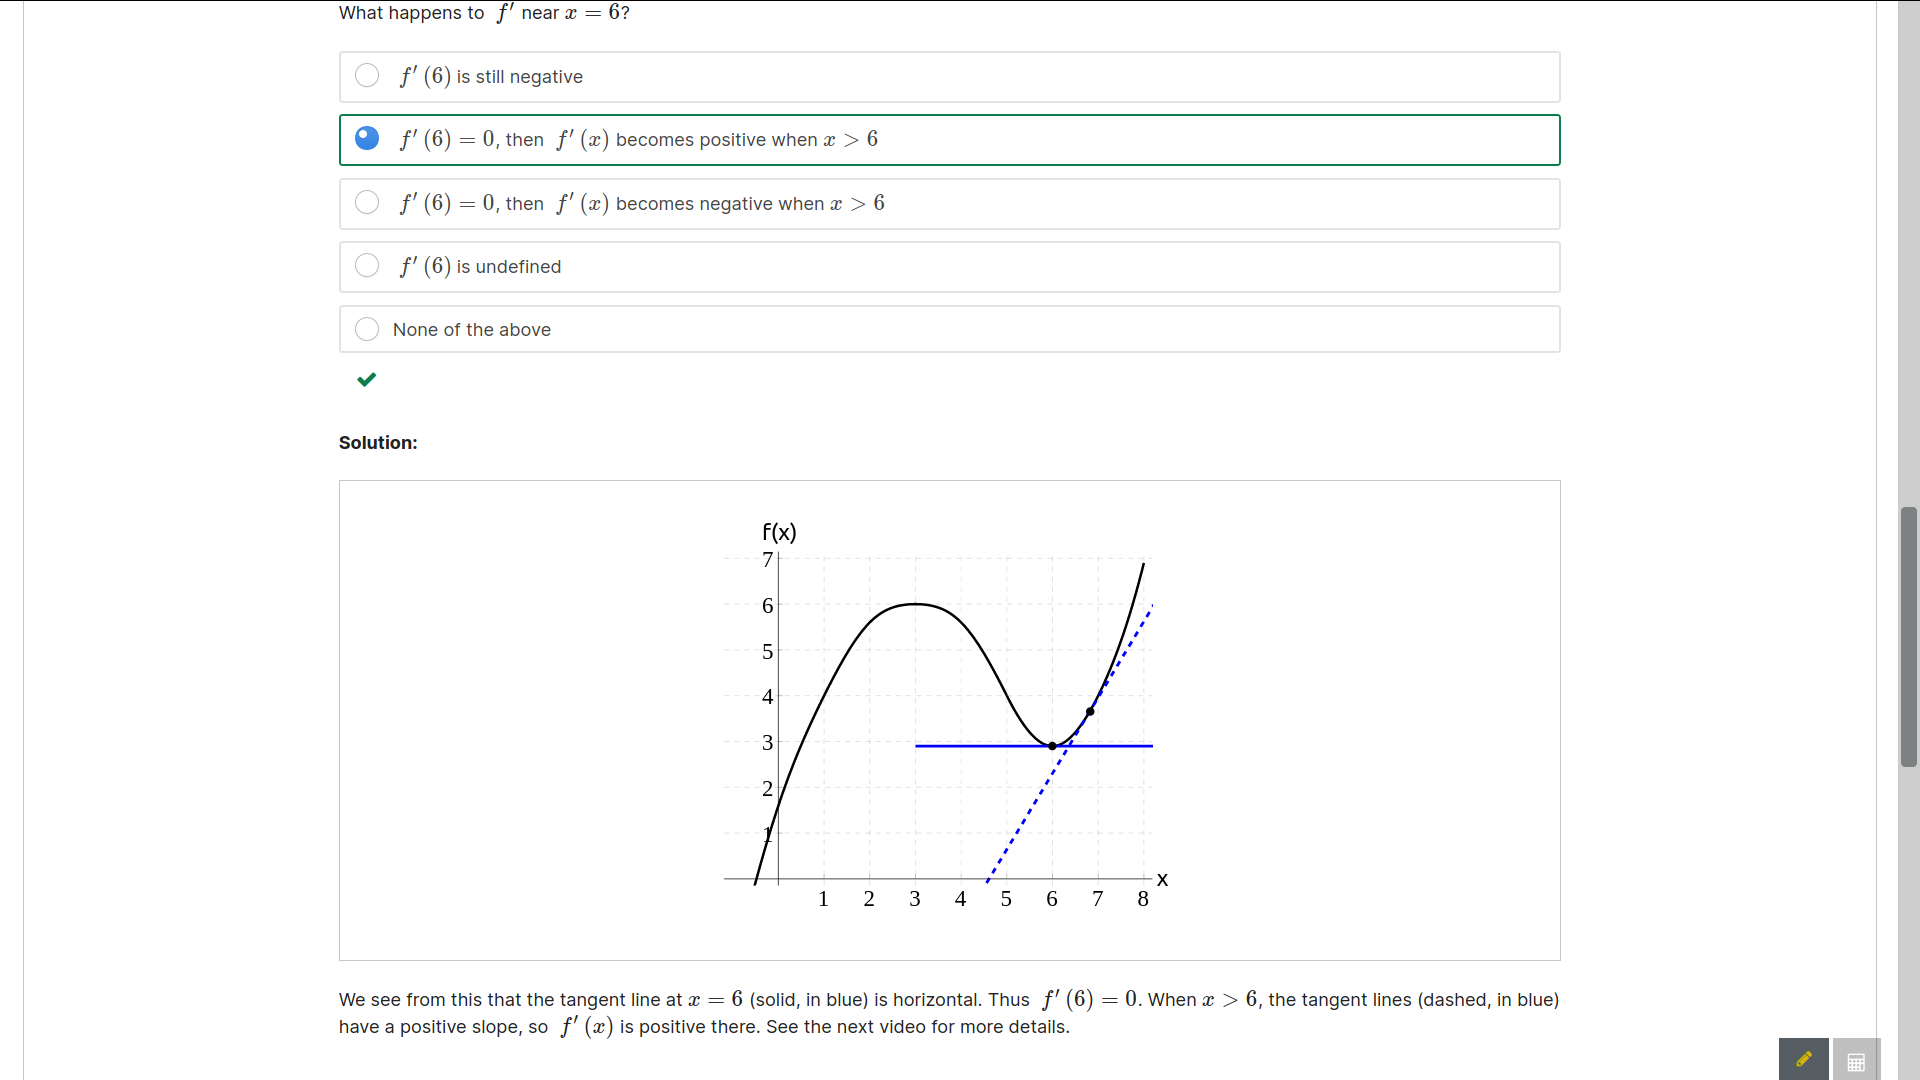 What happens to f′ near x = 6?
f′ (6) is still negative
f′ (6) = 0, then f′ (x) becomes positive when x > 6
f′ (6) = 0, then f′ (x) becomes negative when x > 6
f′ (6) is undefined
None of the above
Solution:
f(x)
7
6
5
4
3
2
1
x
1 2 3 4 5 6 7 8
We see from this that the tangent line at x = 6 (solid, in blue) is horizontal. Thus f′ (6) = 0. When x > 6, the tangent lines (dashed, in blue)
have a positive slope, so f′ (x) is positive there. See the next video for more details.